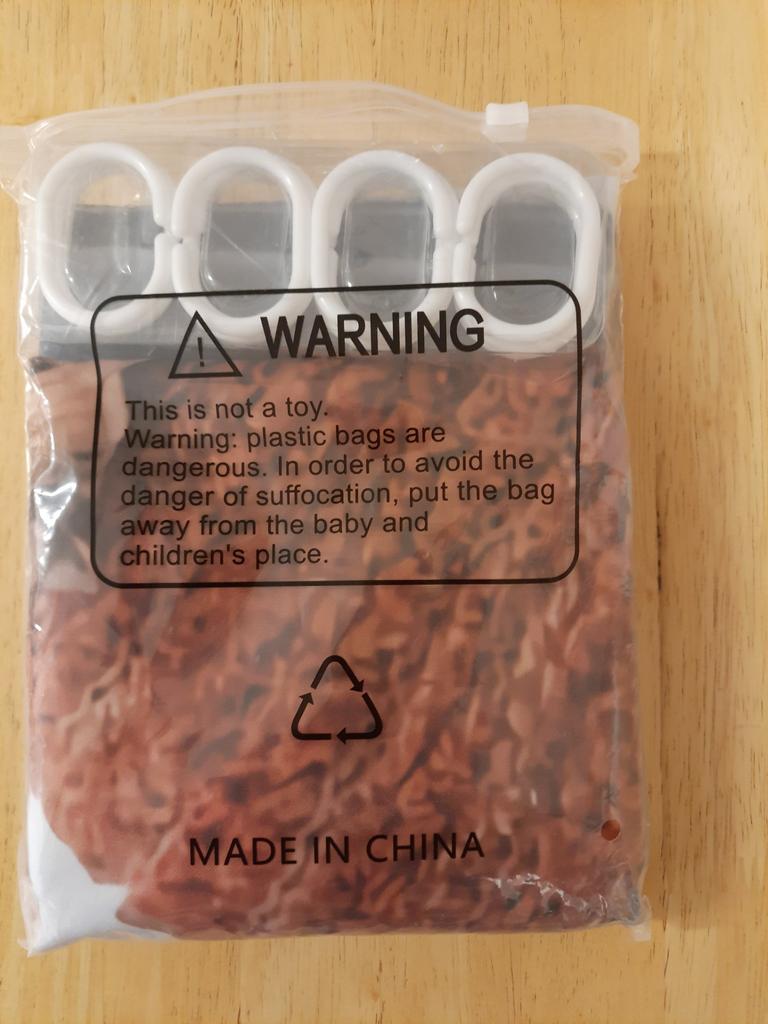 WARNING
This is not a toy.
Warning: plastic bags are
dangerous. In order to avoid the
danger of suffocation, put the bag
away from the baby and
children's place.
MADE IN CHINA